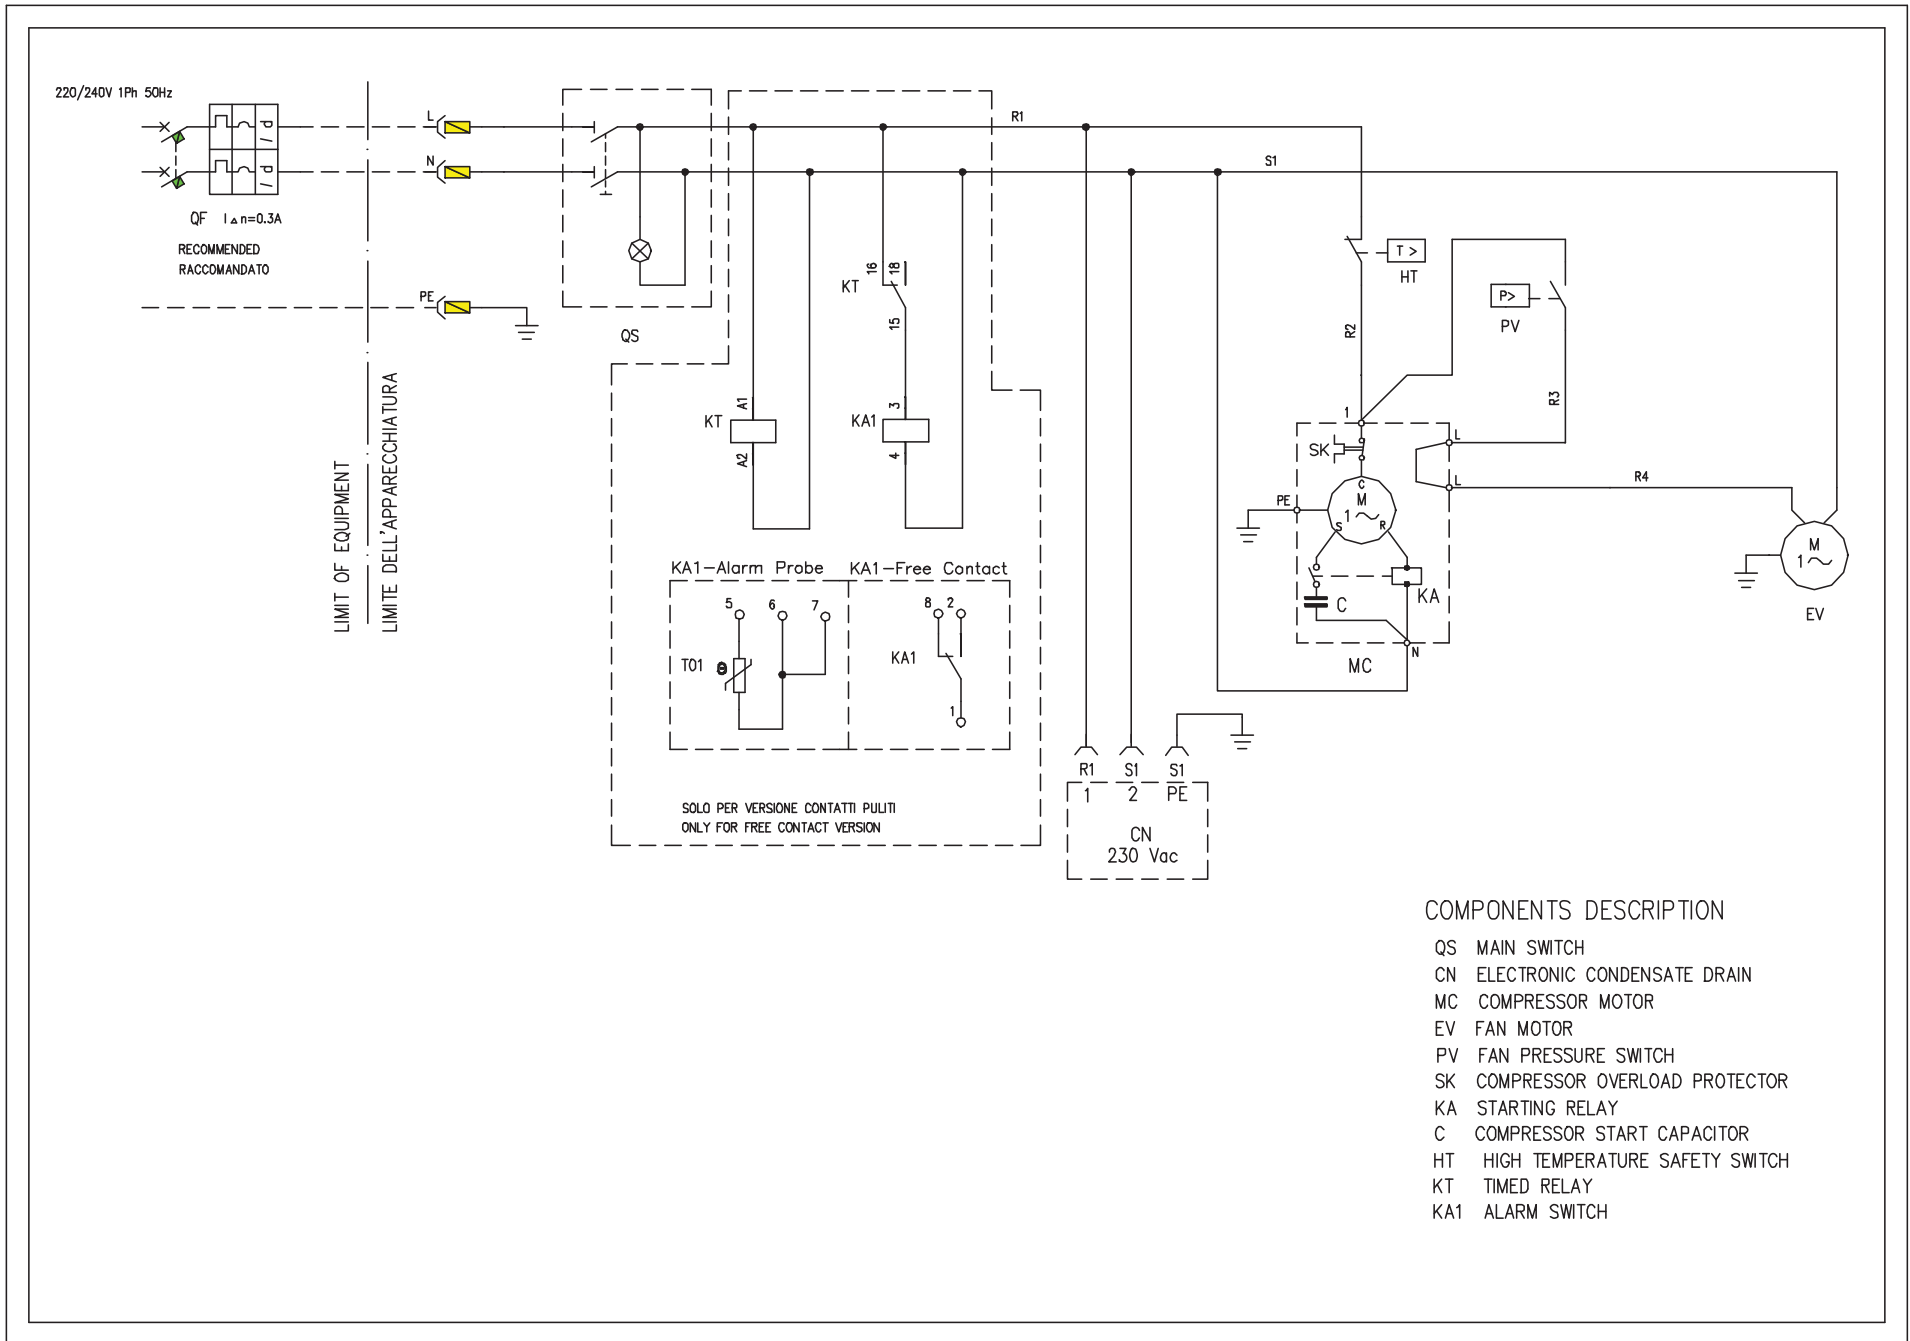 220/240V 1Ph 50Hz
I d
I d
QF I △ n=0.3A
RECOMMENDED
RACCOMANDATO
LIMIT OF EQUIPMENT
LIMITE DELL'APPARECCHIATURA
L
N
PE
QS
R1
S1
KT
16
18
15
KT
A1
A2
KA1
3
4
KA1-Alarm Probe
KA1-Free Contact
5
6
7
T01
θ
8
2
KA1
1
SOLO PER VERSIONE CONTATTI PULITI
ONLY FOR FREE CONTACT VERSION
T >
HT
R2
P>
PV
R3
1
SK
L
L
R4
PE
C
M
1
S
R
C
KA
N
MC
M
1
EV
R1
S1
S1
1
2
PE
CN
230 Vac
COMPONENTS DESCRIPTION
QS MAIN SWITCH
CN ELECTRONIC CONDENSATE DRAIN
MC COMPRESSOR MOTOR
EV FAN MOTOR
PV FAN PRESSURE SWITCH
SK COMPRESSOR OVERLOAD PROTECTOR
KA STARTING RELAY
C COMPRESSOR START CAPACITOR
HT HIGH TEMPERATURE SAFETY SWITCH
KT TIMED RELAY
KA1 ALARM SWITCH